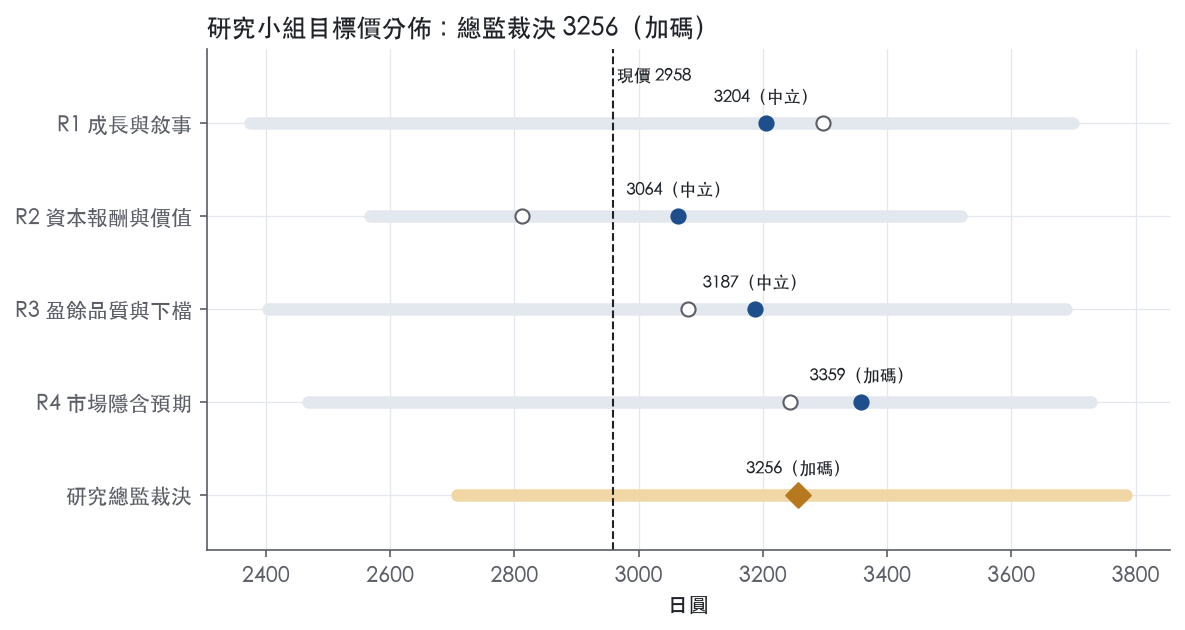 研究小組目標價分佈：總監裁決 3256（加碼）
現價 2958
R1 成長與敘事
3204（中立）
R2 資本報酬與價值
3064（中立）
R3 盈餘品質與下檔
3187（中立）
R4 市場隱含預期
3359（加碼）
研究總監裁決
3256（加碼）
2400 2600 2800 3000 3200 3400 3600 3800
日圓